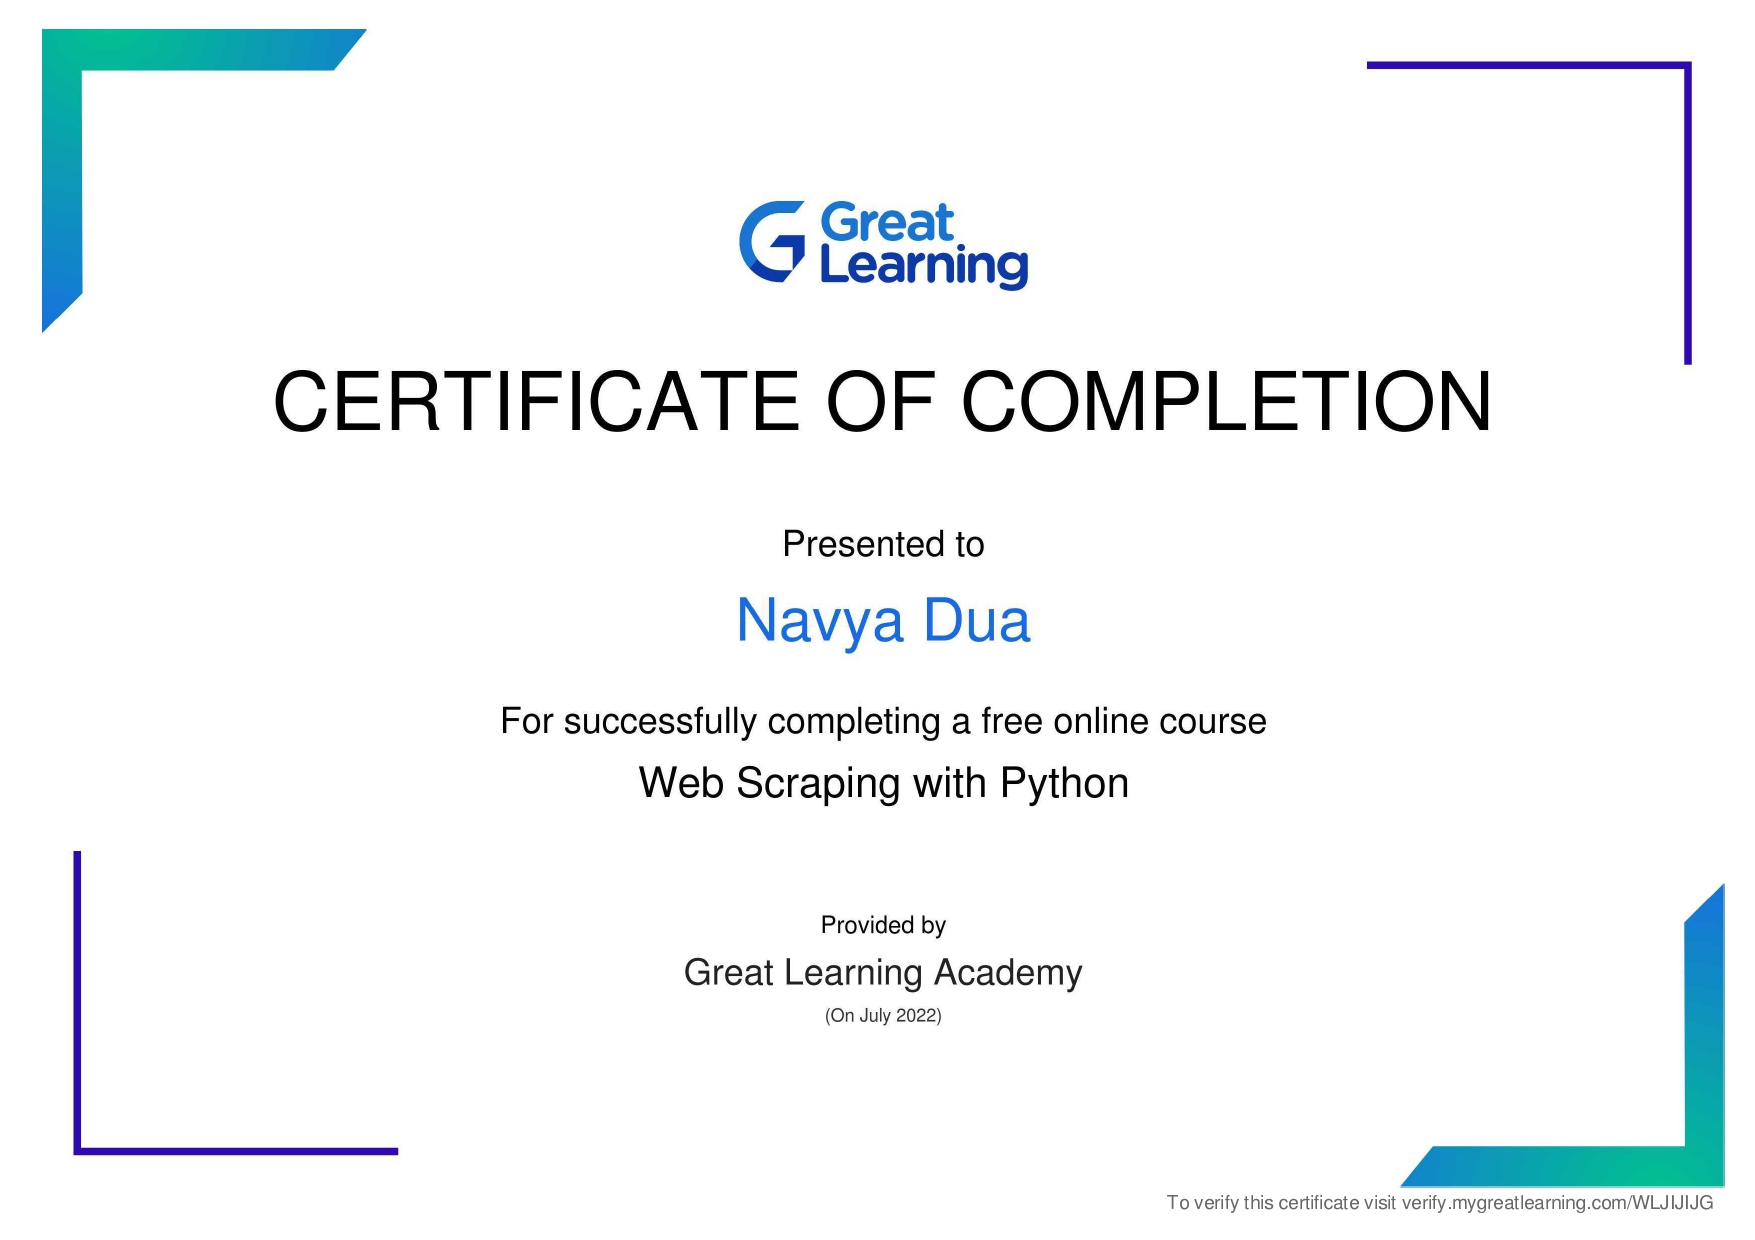 Great
Learning
CERTIFICATE OF COMPLETION
Presented to
Navya Dua
For successfully completing a free online course
Web Scraping with Python
Provided by
Great Learning Academy
(On July 2022)
To verify this certificate visit verify.mygreatlearning.com/WLJIJIJG